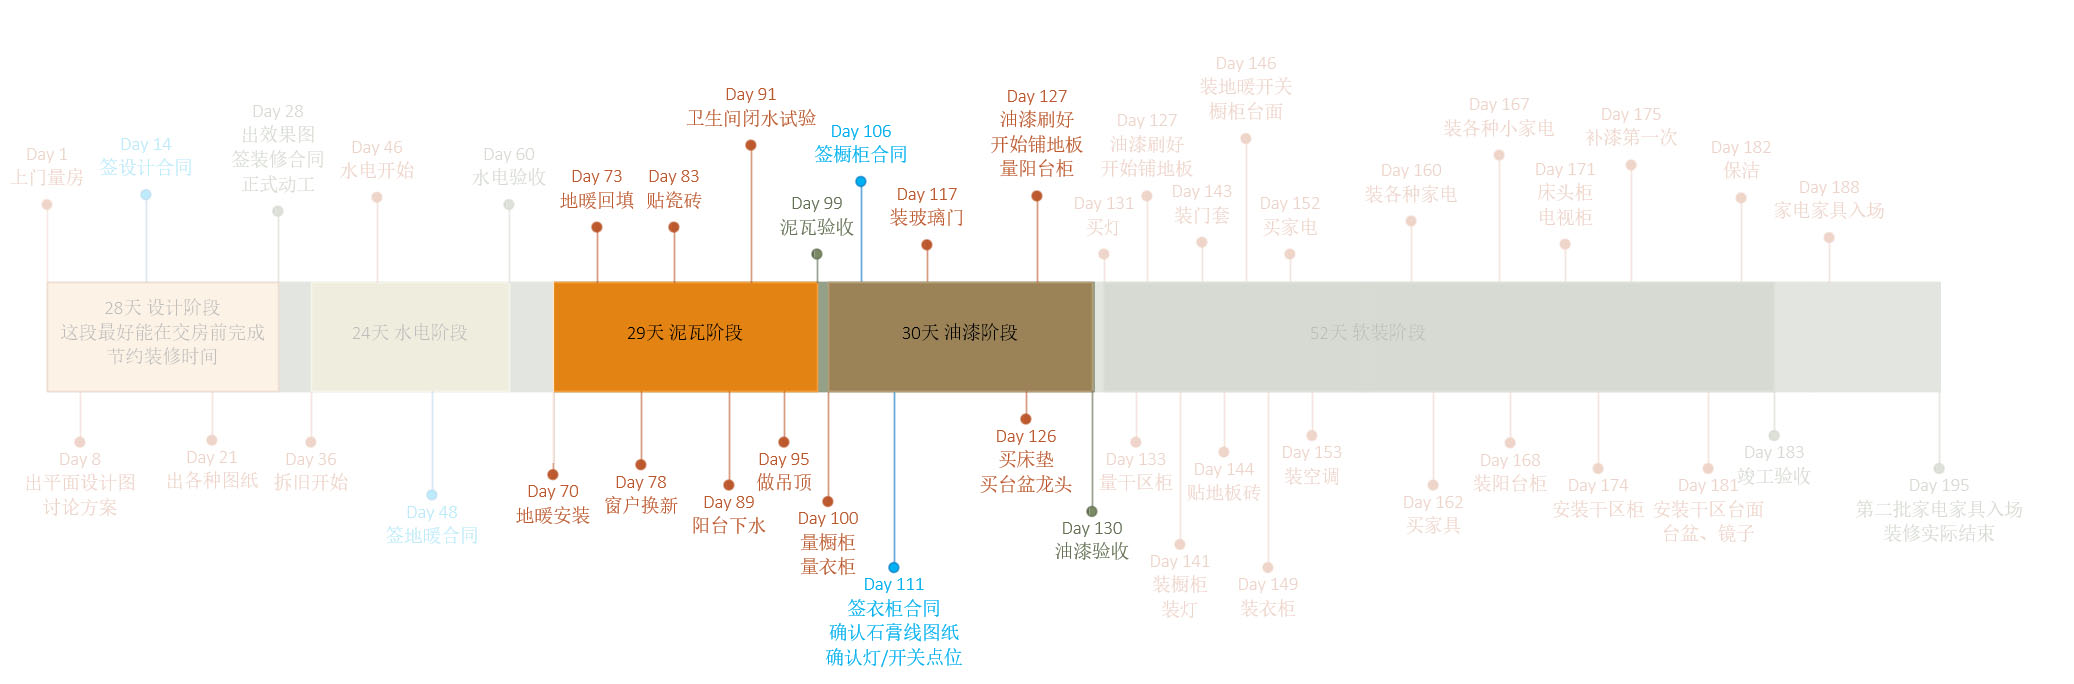 Day 1
上门量房
Day 14
签设计合同
Day 28
出效果图
签装修合同
正式动工
Day 46
水电开始
Day 60
水电验收
Day 73
地暖回填
Day 83
贴瓷砖
Day 91
卫生间闭水试验
Day 99
泥瓦验收
Day 106
签橱柜合同
Day 117
装玻璃门
Day 127
油漆刷好
开始铺地板
量阳台柜
Day 131
买灯
Day 127
油漆刷好
开始铺地板
Day 143
装门套
Day 146
装地暖开关
橱柜台面
Day 152
买家电
Day 160
装各种家电
Day 167
装各种小家电
Day 171
床头柜
电视柜
Day 175
补漆第一次
Day 182
保洁
Day 188
家电家具入场
28天 设计阶段
这段最好能在交房前完成
节约装修时间
24天 水电阶段
29天 泥瓦阶段
30天 油漆阶段
52天 软装阶段
Day 8
出平面设计图
讨论方案
Day 21
出各种图纸
Day 36
拆旧开始
Day 48
签地暖合同
Day 70
地暖安装
Day 78
窗户换新
Day 89
阳台下水
Day 95
做吊顶
Day 100
量橱柜
量衣柜
Day 111
签衣柜合同
确认石膏线图纸
确认灯/开关点位
Day 126
买床垫
买台盆龙头
Day 130
油漆验收
Day 133
量干区柜
Day 141
装橱柜
装灯
Day 144
贴地板砖
Day 149
装衣柜
Day 153
装空调
Day 162
买家具
Day 168
装阳台柜
Day 174
安装干区柜
Day 181
安装干区台面
台盆、镜子
Day 183
竣工验收
Day 195
第二批家电家具入场
装修实际结束